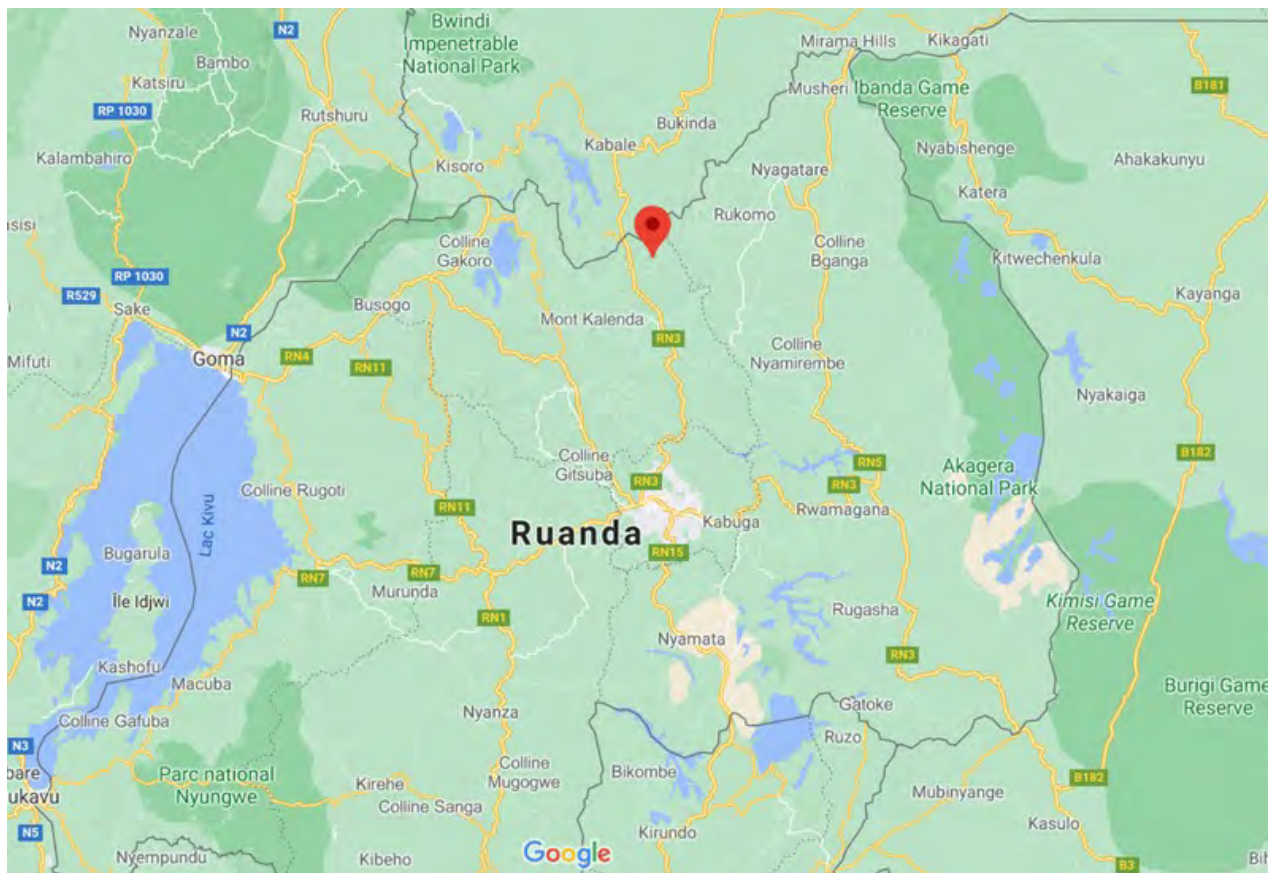 Nyanzale
N2
Bwindi
Impenetrable
National Park
Mirama Hills
Kikagati
Bambo
Katsiru
Musheri
Ibanda Game
Reserve
B181
RP 1030
Rutshuru
Bukinda
Kalambahiro
Kabale
Nyabishenge
Ahakakunyu
Kisoro
Nyagatare
Katera
Rukomo
Colline
Gakoro
Colline
Bganga
Kitwechenkula
RP 1030
R529
Sake
Busogo
Kayanga
Mont Kalenda
N2
RN3
Mifuti
Goma
RN4
RN11
Colline
Nyamirembe
Nyakaiga
B182
Colline
Gitsuba
RN5
RN3
RN3
Akagera
National Park
Colline Rugoti
RN11
Lac Kivu
Ruanda
Kabuga
Rwamagana
Bugarula
RN15
N2
RN7
RN7
Murunda
N2
Île Idjwi
RN1
Rugasha
Kimisi Game
Reserve
Nyamata
RN3
Kashofu
Macuba
Burigi Game
Reserve
Colline Gafuba
Nyanza
Gatoke
N3
Ruzo
Parc national
Nyungwe
Kirehe
Colline
Mugogwe
Bikombe
B182
Colline Sanga
Mubinyange
N5
Kirundo
Kasulo
Nyempundu
Kibeho
Google
B3